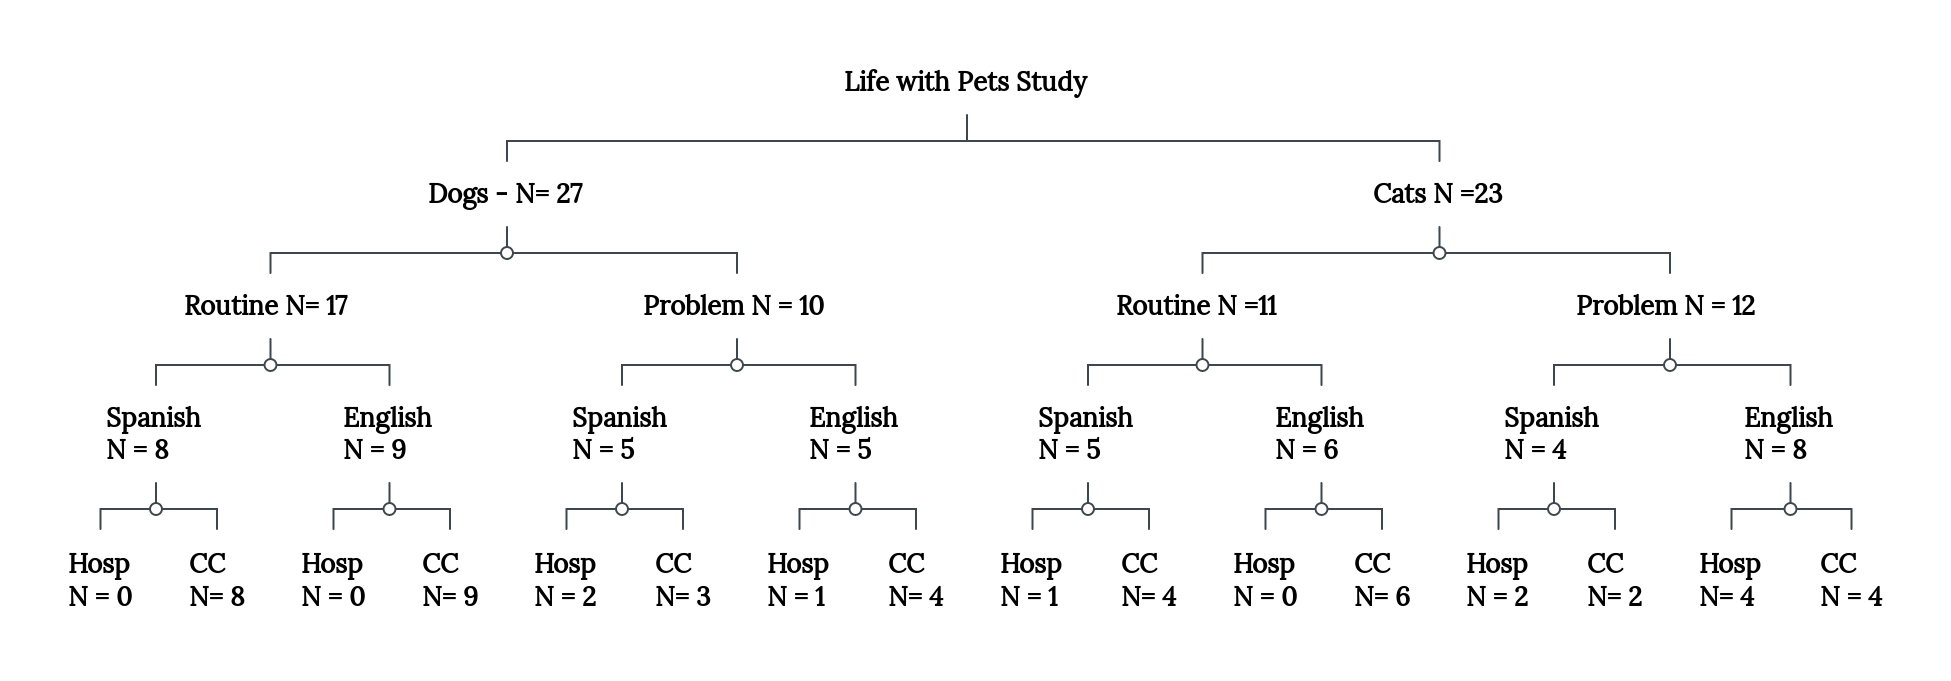 Life with Pets Study
Dogs - N= 27
Cats N =23
Routine N= 17
Problem N = 10
Routine N =11
Problem N = 12
Spanish
N = 8
English
N = 9
Spanish
N = 5
English
N = 5
Spanish
N = 5
English
N = 6
Spanish
N = 4
English
N = 8
Hosp
N = 0
CC
N= 8
Hosp
N = 0
CC
N= 9
Hosp
N = 2
CC
N= 3
Hosp
N = 1
CC
N= 4
Hosp
N = 1
CC
N= 4
Hosp
N = 0
CC
N= 6
Hosp
N = 2
CC
N= 2
Hosp
N= 4
CC
N = 4